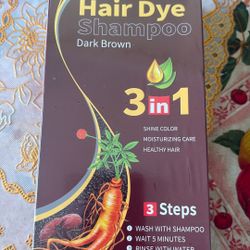 Hair Dye
Shampoo
Dark Brown
3 in 1
SHINE COLOR
MOISTURIZING CARE
HEALTHY HAIR
3 Steps
WASH WITH SHAMPOO
WAIT 5 MINUTES
RINSE WITH WATER